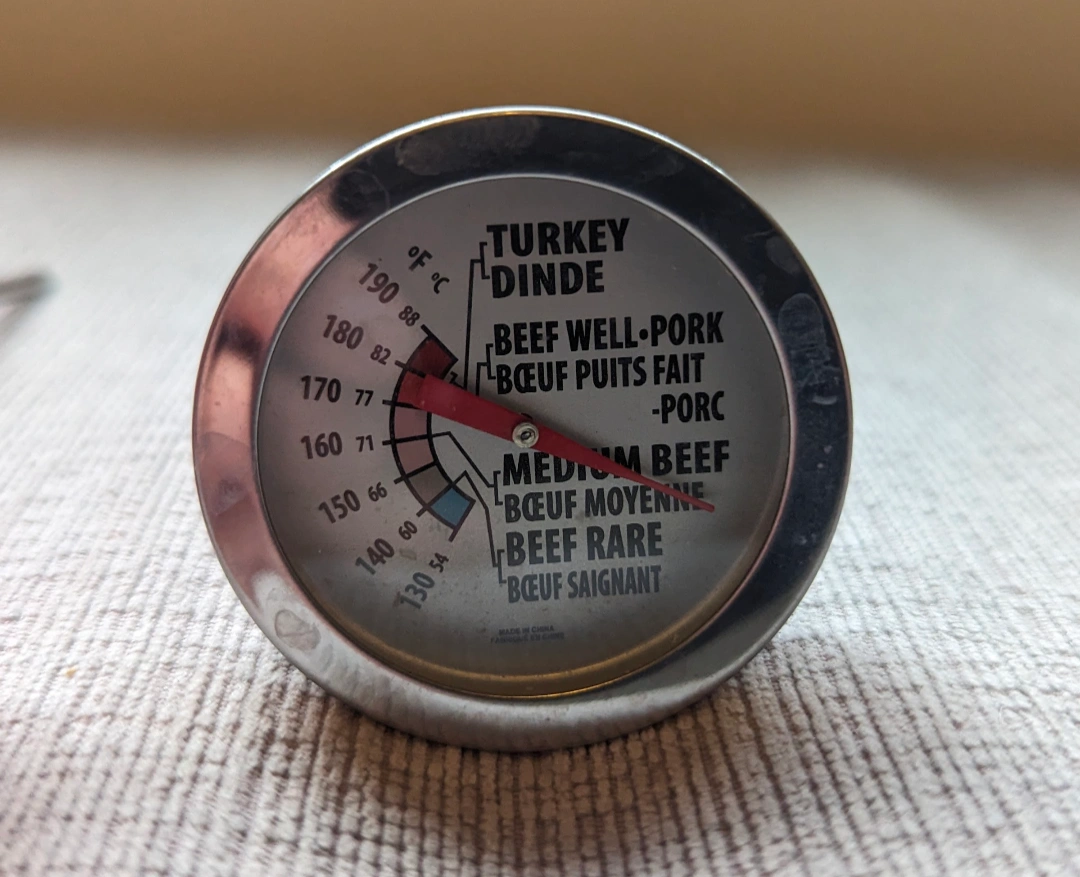 °F °C
TURKEY
DINDE
190 88
180 82
BEEF WELL•PORK
BŒUF PUITS FAIT
-PORC
170 77
160 71
MEDIUM BEEF
BŒUF MOYENNE
150 66
140 60
BEEF RARE
BŒUF SAIGNANT
130 54
MADE IN CHINA